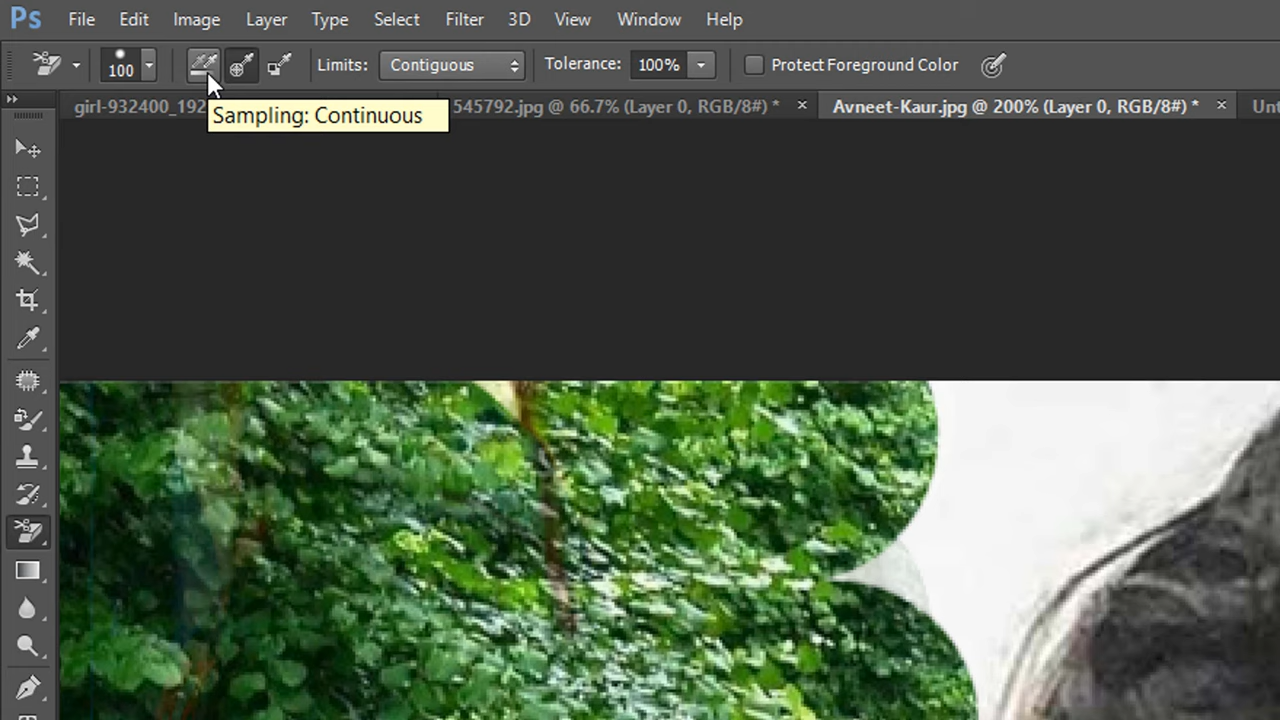 Ps File Edit Image Layer Type Select Filter 3D View Window Help
100 Limits: Contiguous Tolerance: 100% Protect Foreground Color
girl-932400_192 545792.jpg @ 66.7% (Layer 0, RGB/8#) * × Avneet-Kaur.jpg @ 200% (Layer 0, RGB/8#) * × Unt
Sampling: Continuous